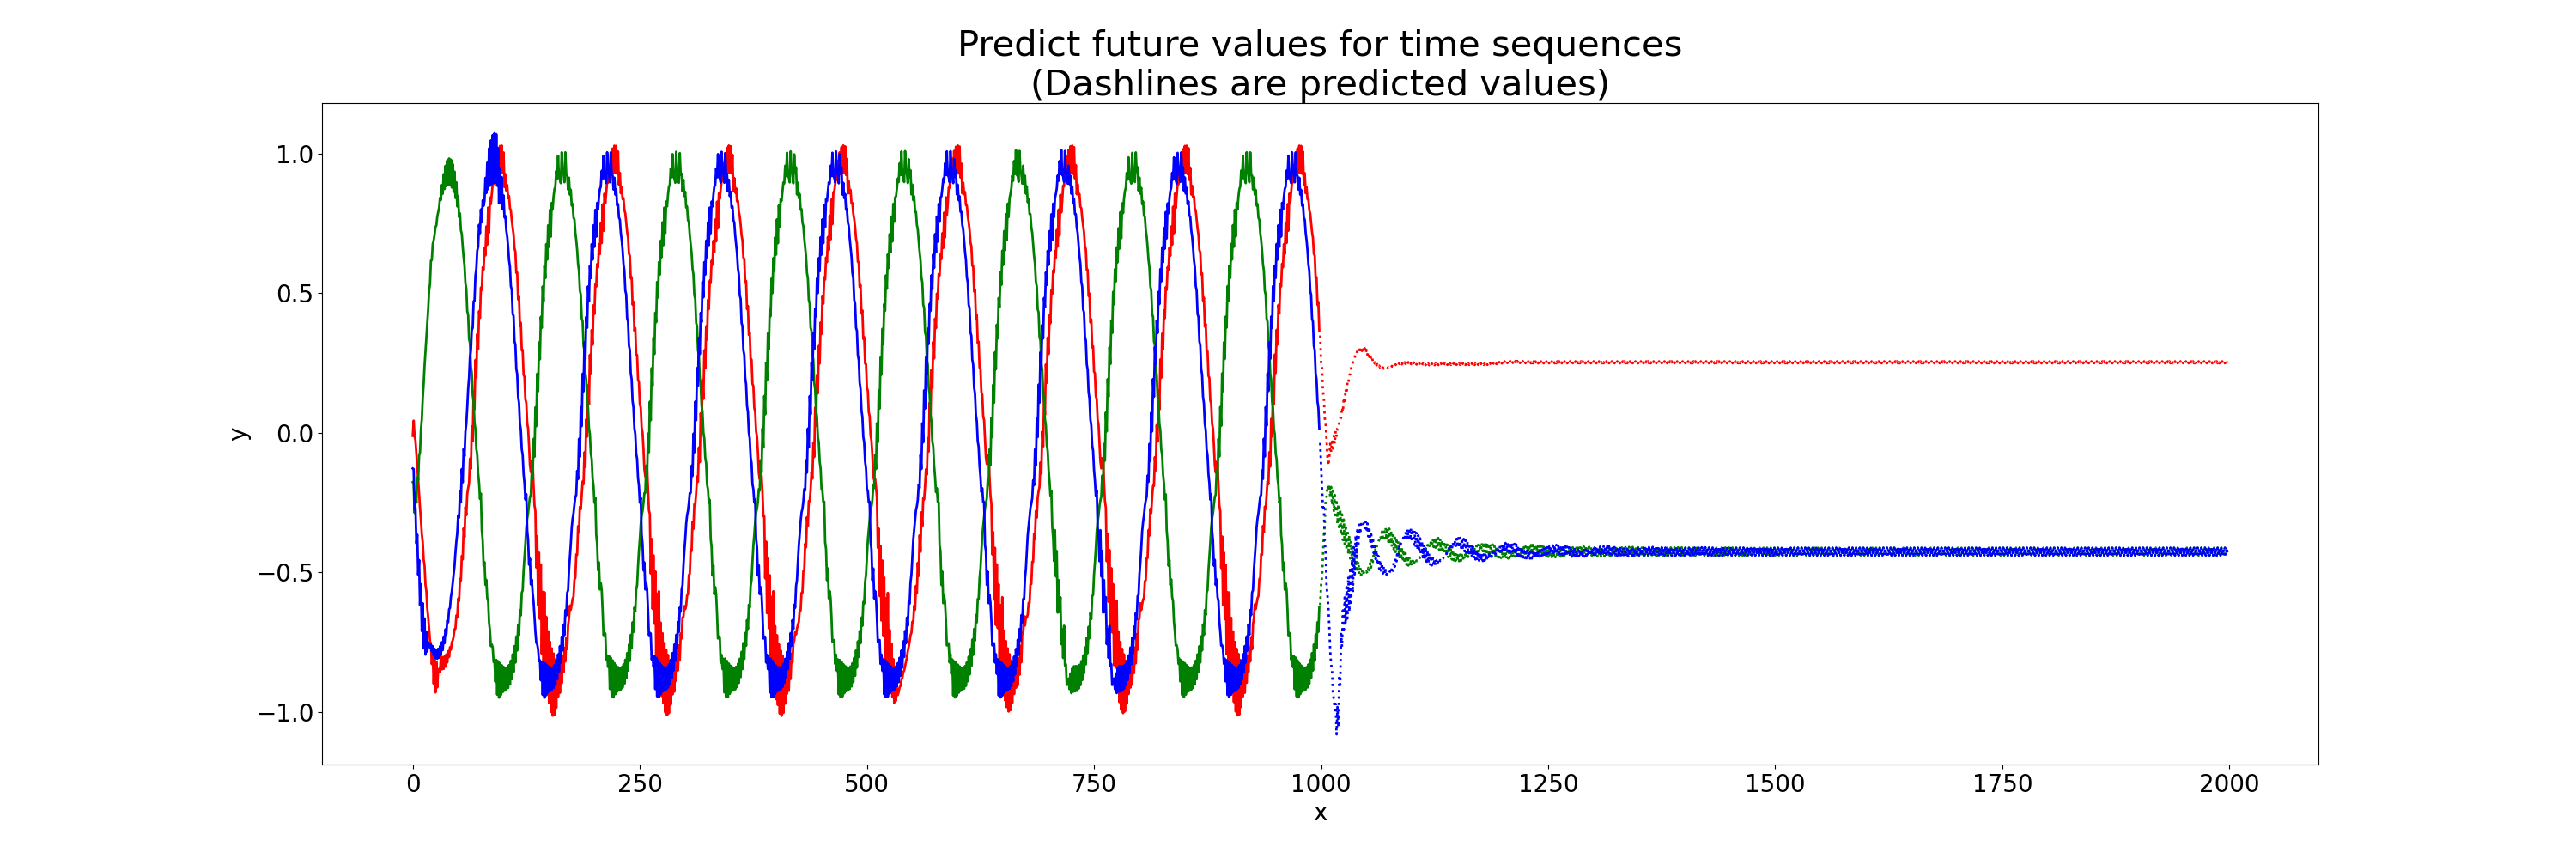 Predict future values for time sequences
(Dashlines are predicted values)
1.0
0.5
0.0
−0.5
−1.0
y
0 250 500 750 1000 1250 1500 1750 2000
x